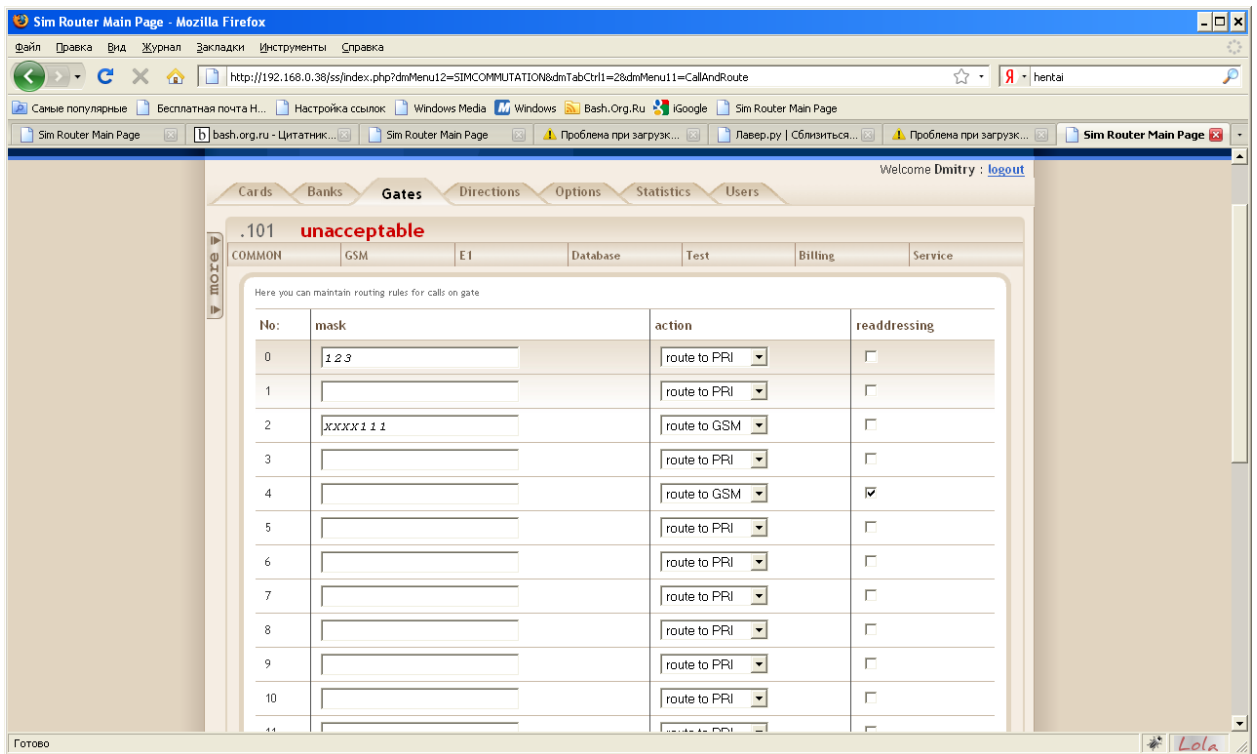 Sim Router Main Page - Mozilla Firefox
Файл Правка Вид Журнал Закладки Инструменты Справка
http://192.168.0.38/ss/index.php?dmMenu12=SIMCOMMUTATION&dmTabCtrl1=2&dmMenu11=CallAndRoute
hentai
Самые популярные Бесплатная почта H... Настройка ссылок Windows Media Windows Bash.Org.Ru iGoogle Sim Router Main Page
Sim Router Main Page bash.org.ru - Цитатник... Sim Router Main Page Проблема при загрузк... Лавер.ру | Сблизиться... Проблема при загрузк... Sim Router Main Page
Welcome Dmitry : logout
Cards Banks Gates Directions Options Statistics Users
.101 unacceptable
more
COMMON GSM E1 Database Test Billing Service
Here you can maintain routing rules for calls on gate
No: mask action readdressing
0 123 route to PRI
1 route to PRI
2 xxxx111 route to GSM
3 route to PRI
4 route to GSM
5 route to PRI
6 route to PRI
7 route to PRI
8 route to PRI
9 route to PRI
10 route to PRI
Готово
Lola